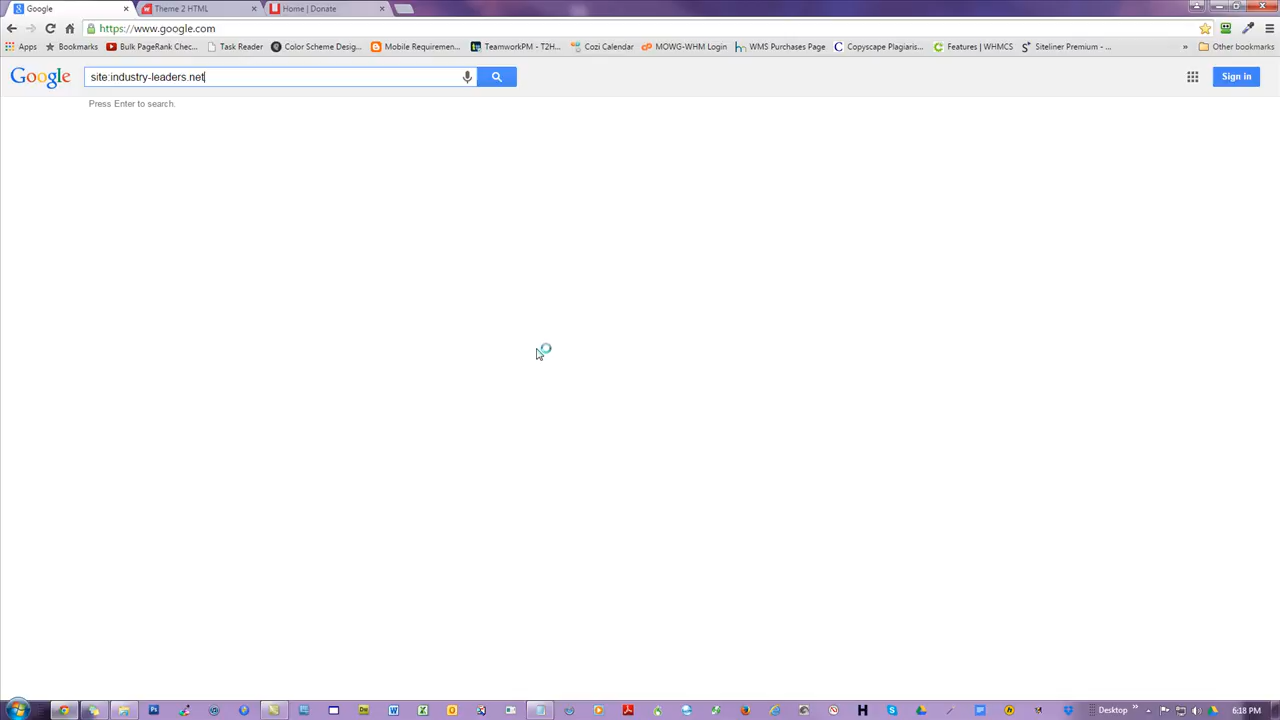 Google
Theme 2 HTML
Home | Donate
https://www.google.com
Apps
Bookmarks
Bulk PageRank Chec...
Task Reader
Color Scheme Desig...
Mobile Requiremen...
TeamworkPM - T2H...
Cozi Calendar
MOWG-WHM Login
WMS Purchases Page
Copyscape Plagiaris...
Features | WHMCS
Siteliner Premium - ...
»
Other bookmarks
Google
site:industry-leaders.net
Sign in
Press Enter to search.
Desktop
»
6:18 PM